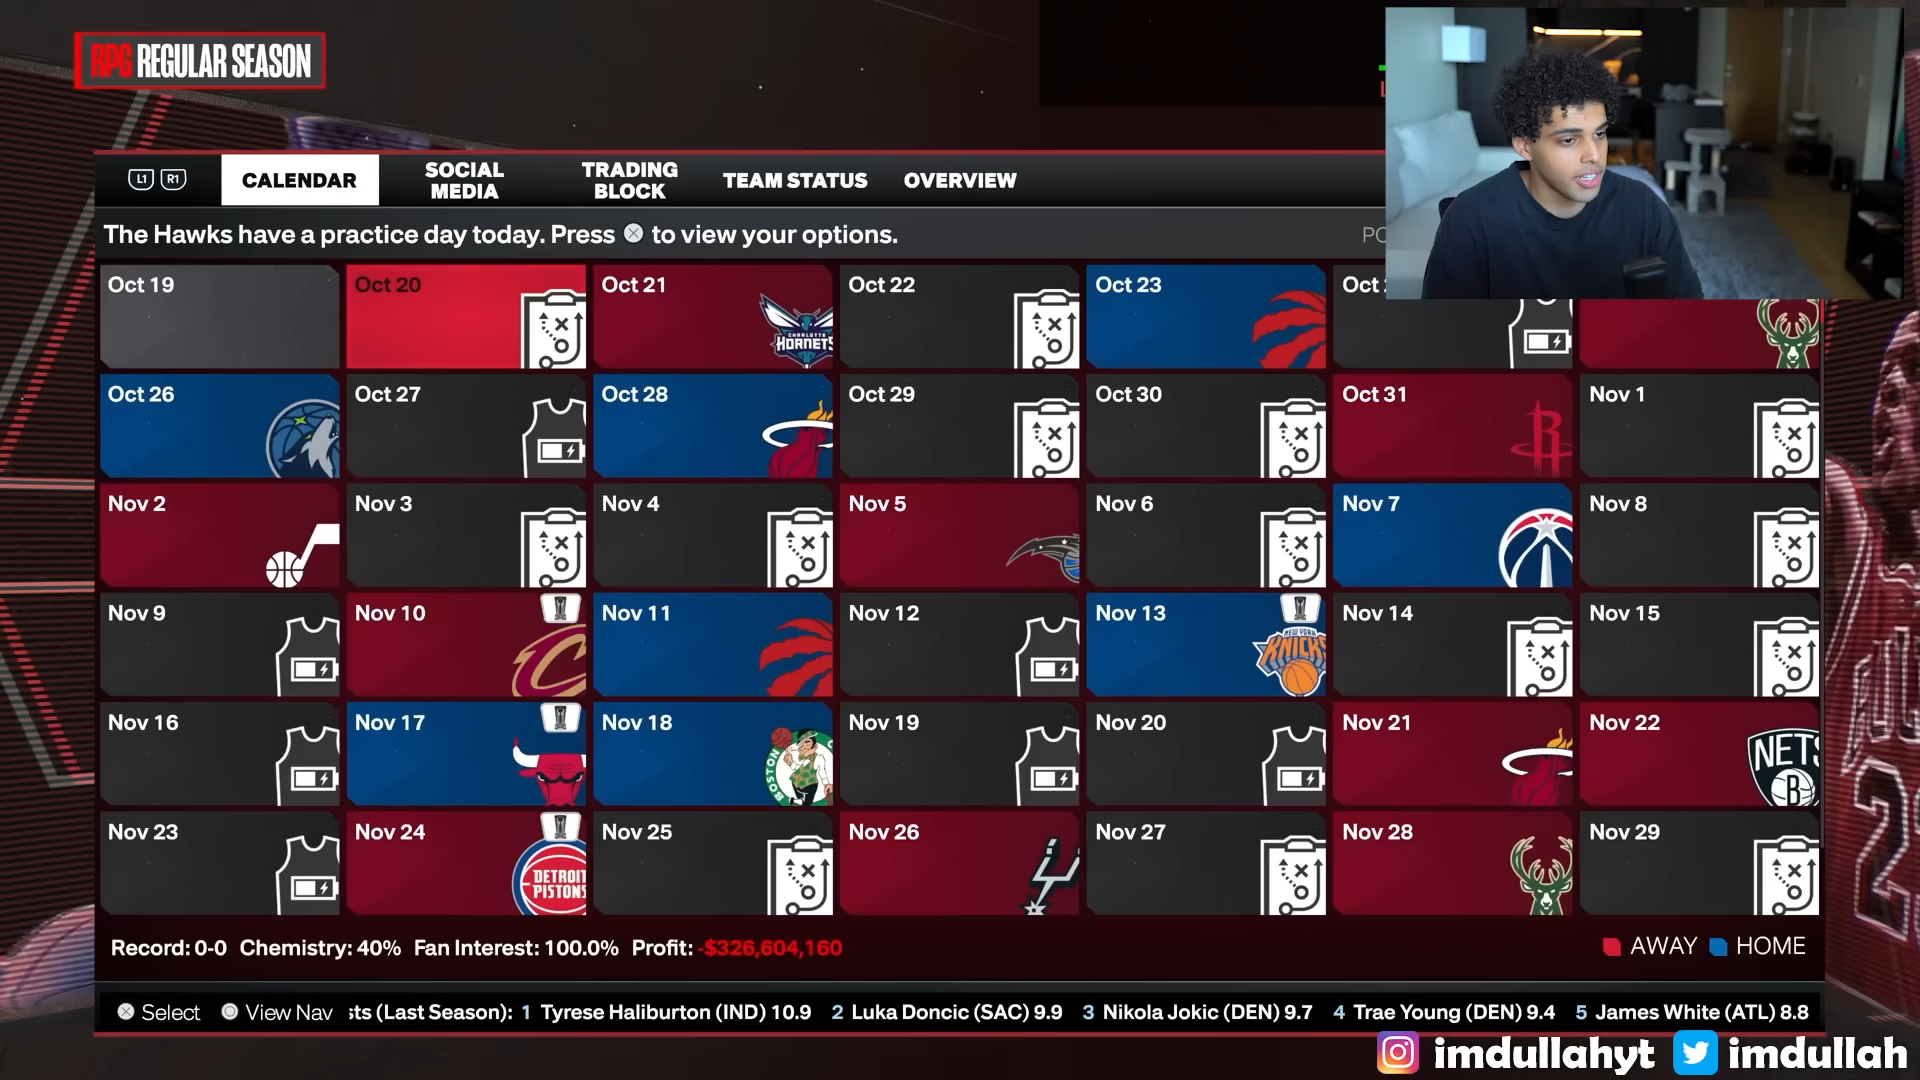 RPG REGULAR SEASON
L1 R1 CALENDAR SOCIAL MEDIA TRADING BLOCK TEAM STATUS OVERVIEW
The Hawks have a practice day today. Press ⊗ to view your options.
Oct 19 Oct 20 Oct 21 Oct 22 Oct 23 Oct
CHARLOTTE HORNETS
Oct 26 Oct 27 Oct 28 Oct 29 Oct 30 Oct 31 Nov 1
R
Nov 2 Nov 3 Nov 4 Nov 5 Nov 6 Nov 7 Nov 8
Nov 9 Nov 10 Nov 11 Nov 12 Nov 13 Nov 14 Nov 15
C NEW YORK KNICKS
Nov 16 Nov 17 Nov 18 Nov 19 Nov 20 Nov 21 Nov 22
BOSTON NETS B
Nov 23 Nov 24 Nov 25 Nov 26 Nov 27 Nov 28 Nov 29
DETROIT PISTONS
Record: 0-0 Chemistry: 40% Fan Interest: 100.0% Profit: -$326,604,160 AWAY HOME
Select View Nav sts (Last Season): 1 Tyrese Haliburton (IND) 10.9 2 Luka Doncic (SAC) 9.9 3 Nikola Jokic (DEN) 9.7 4 Trae Young (DEN) 9.4 5 James White (ATL) 8.8
imdullahyt imdullah